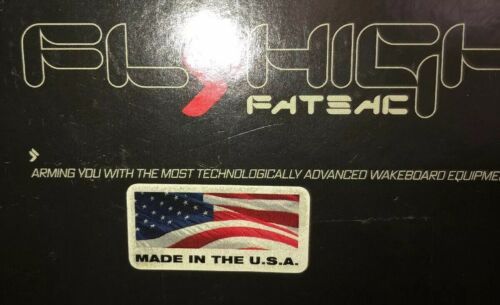 FLYHIGH
FATSAC
ARMING YOU WITH THE MOST TECHNOLOGICALLY ADVANCED WAKEBOARD EQUIPME
MADE IN THE U.S.A.